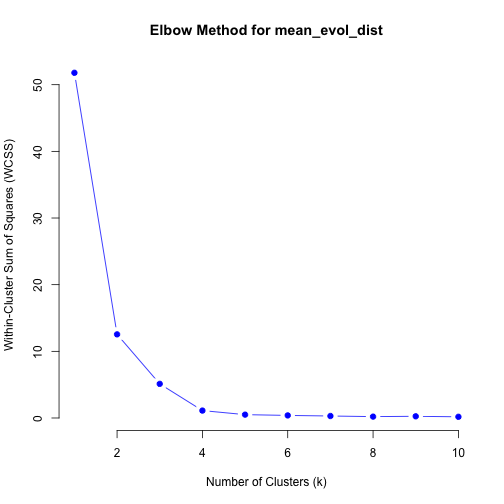 Elbow Method for mean_evol_dist
Within-Cluster Sum of Squares (WCSS)
50
40
30
20
10
0
2 4 6 8 10
Number of Clusters (k)